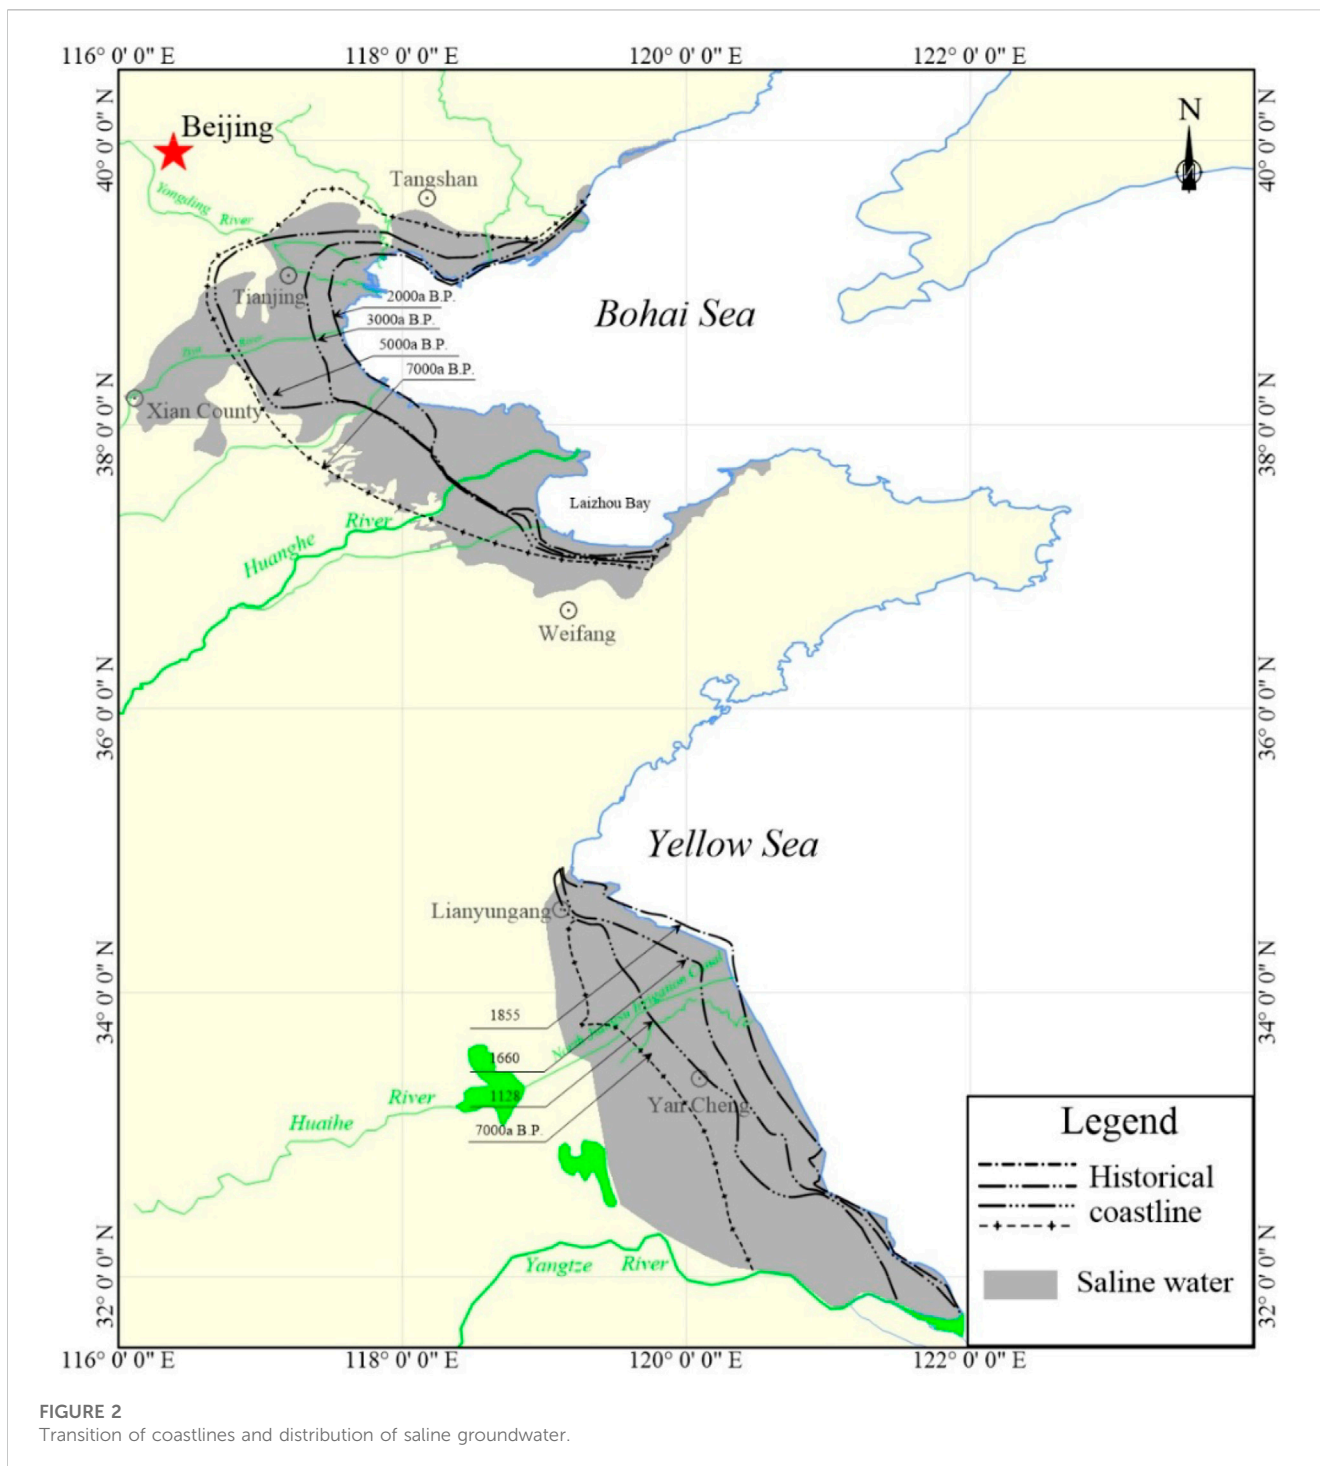 116° 0' 0" E
118° 0' 0" E
120° 0' 0" E
122° 0' 0" E
40° 0' 0" N
40° 0' 0" N
N
Beijing
Tangshan
Yongding River
Tianjing
Bohai Sea
2000a B.P.
3000a B.P.
5000a B.P.
7000a B.P.
River
Xian County
38° 0' 0" N
38° 0' 0" N
Laizhou Bay
Huanghe River
Weifang
36° 0' 0" N
36° 0' 0" N
Yellow Sea
Lianyungang
34° 0' 0" N
34° 0' 0" N
North Jiangsu Irrigation Canal
1855
1660
1128
7000a B.P.
Yan Cheng
Huaihe River
Yangtze River
32° 0' 0" N
32° 0' 0" N
Legend
Historical
coastline
Saline water
116° 0' 0" E
118° 0' 0" E
120° 0' 0" E
122° 0' 0" E
FIGURE 2
Transition of coastlines and distribution of saline groundwater.